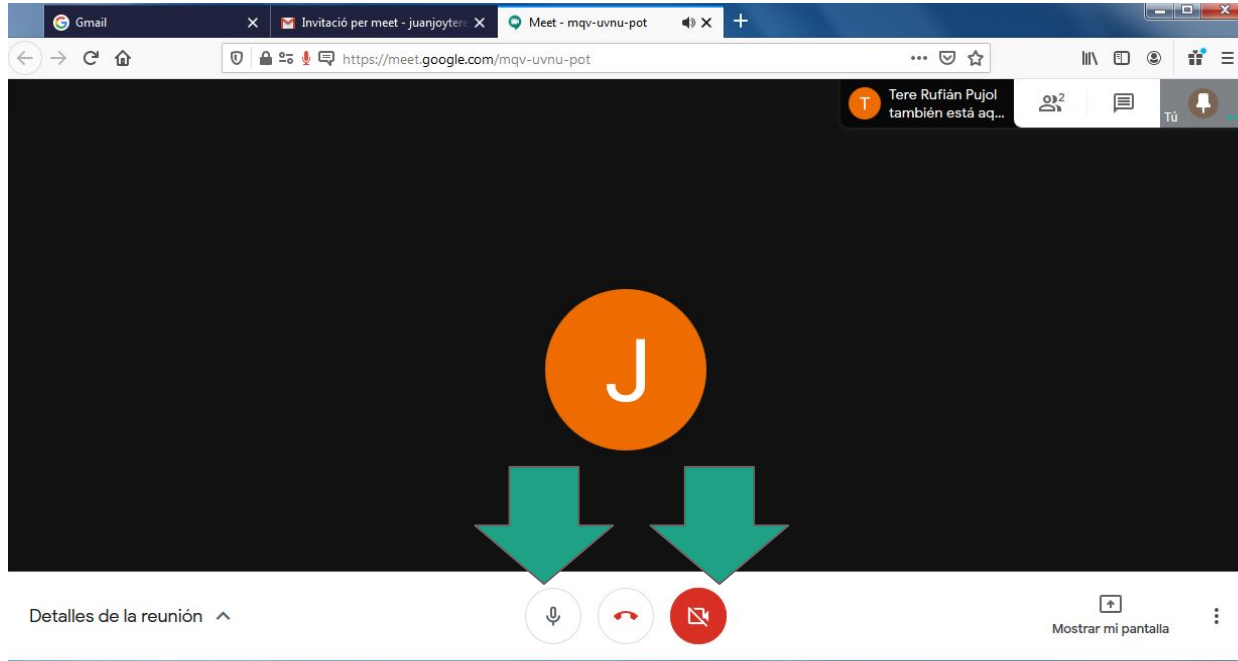 Gmail
Invitació per meet - juanjoytere
Meet - mqv-uvnu-pot
https://meet.google.com/mqv-uvnu-pot
T
Tere Rufián Pujol
también está aq...
2
Tú
J
Detalles de la reunión
Mostrar mi pantalla